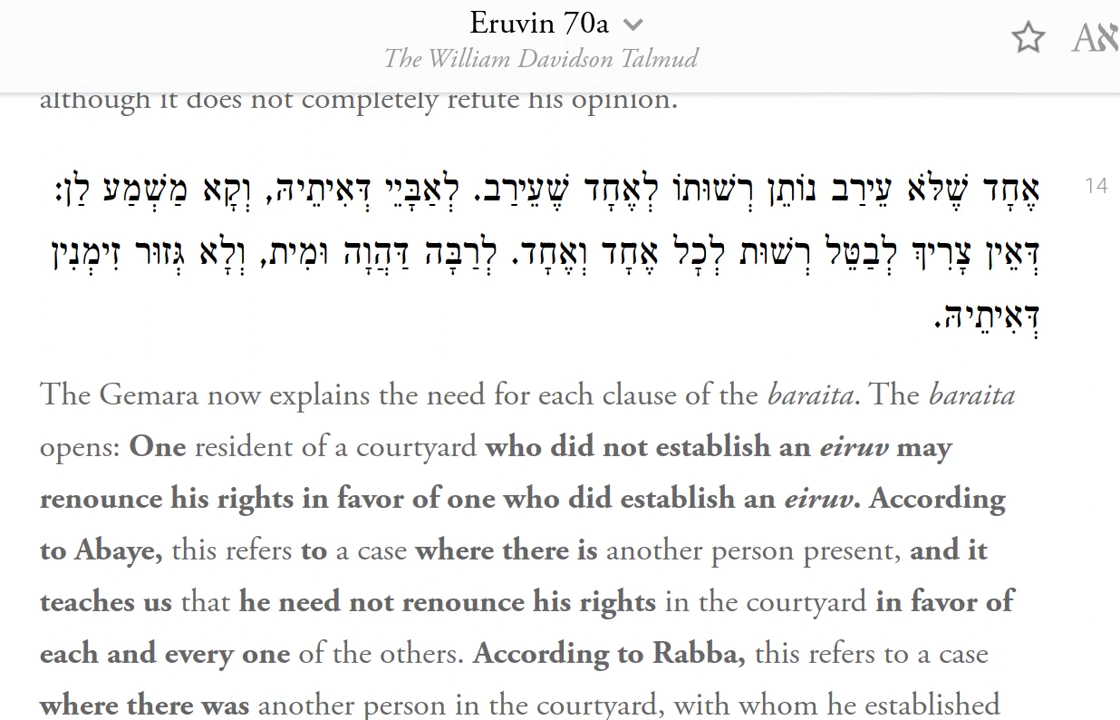 Eruvin 70a
The William Davidson Talmud
Aא
although it does not completely refute his opinion.
14
אֶחָד שֶׁלֹּא עֵירַב נוֹתֵן רְשׁוּתוֹ לְאֶחָד שֶׁעֵירַב. לְאַבָּיֵי דְּאִיתֵיהּ, וְקָא מַשְׁמַע לַן:
דְּאֵין צָרִיךְ לְבַטֵּל רְשׁוּת לְכׇל אֶחָד וְאֶחָד. לְרַבָּה דַּהֲוָה וּמִית, וְלָא גְּזוּר זִימְנִין
דְּאִיתֵיהּ.
The Gemara now explains the need for each clause of the baraita. The baraita
opens: One resident of a courtyard who did not establish an eiruv may
renounce his rights in favor of one who did establish an eiruv. According
to Abaye, this refers to a case where there is another person present, and it
teaches us that he need not renounce his rights in the courtyard in favor of
each and every one of the others. According to Rabba, this refers to a case
where there was another person in the courtyard, with whom he established